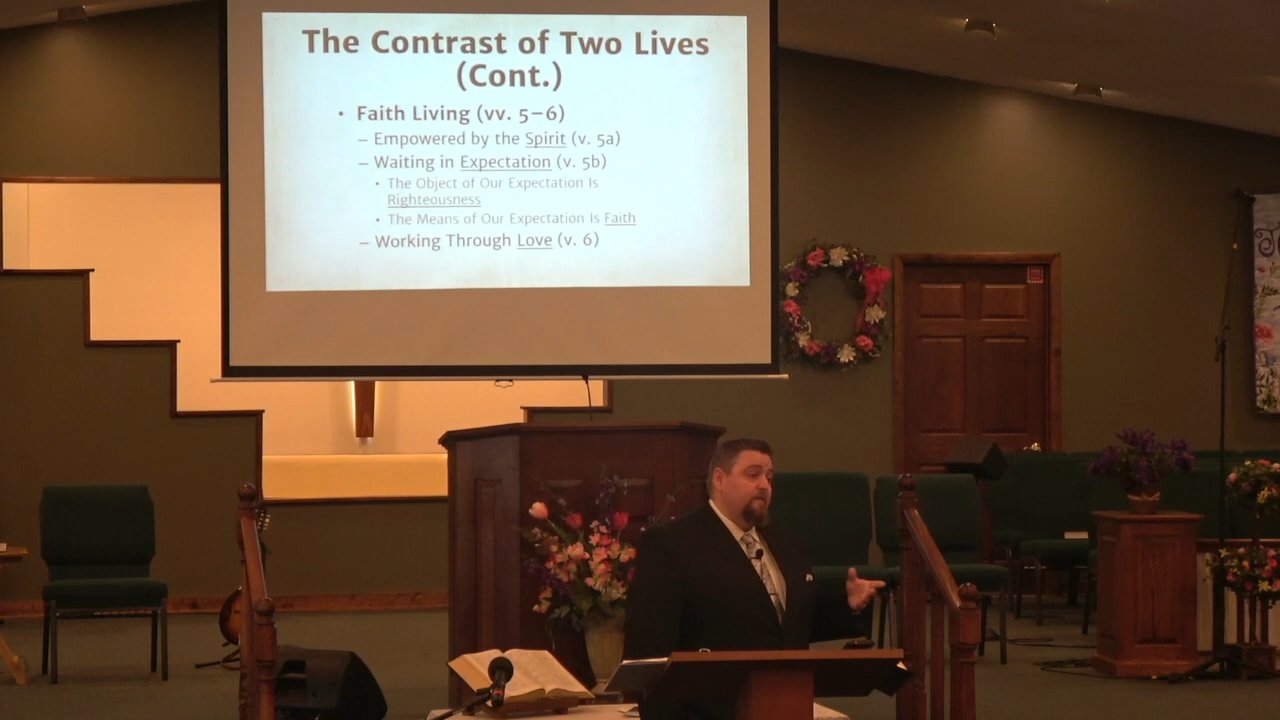 The Contrast of Two Lives
(Cont.)
• Faith Living (vv. 5–6)
– Empowered by the Spirit (v. 5a)
– Waiting in Expectation (v. 5b)
• The Object of Our Expectation Is
Righteousness
• The Means of Our Expectation Is Faith
– Working Through Love (v. 6)